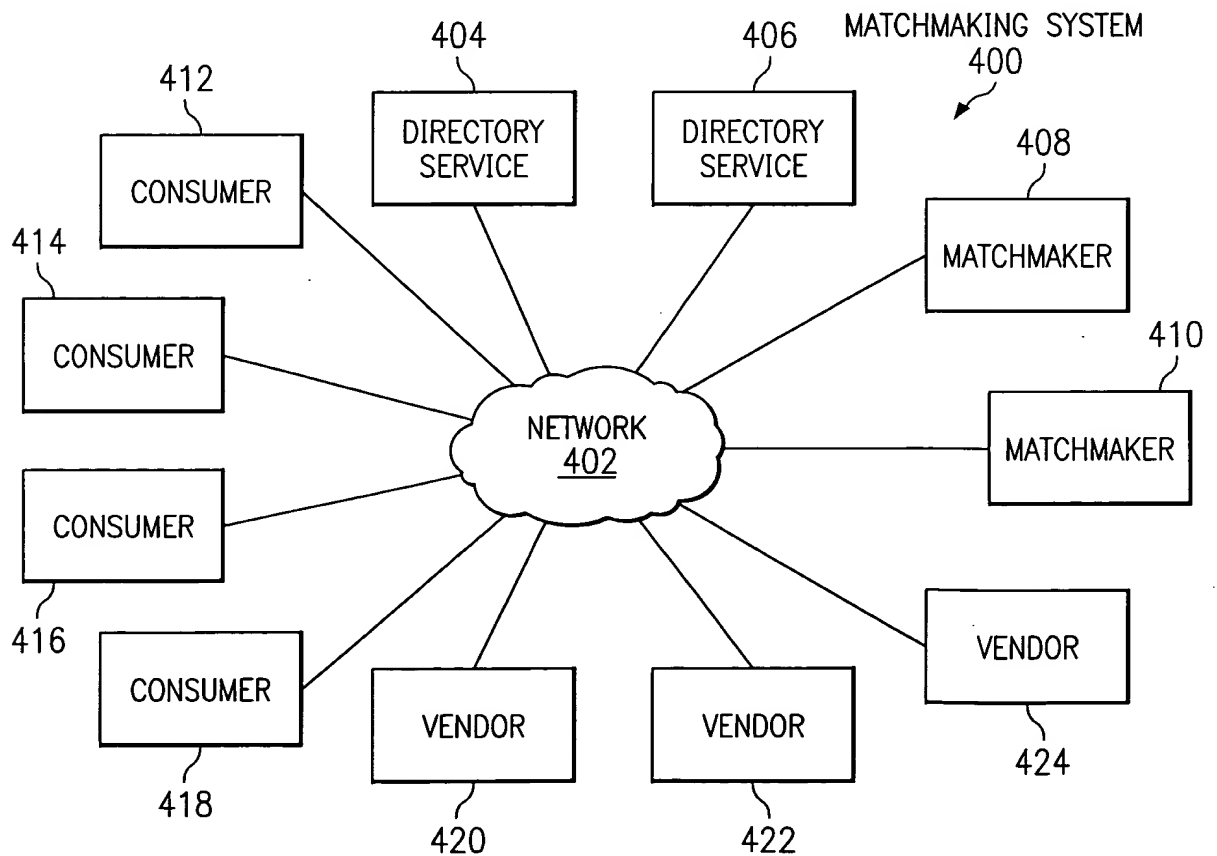 MATCHMAKING SYSTEM
400
404
406
412
408
DIRECTORY
SERVICE
DIRECTORY
SERVICE
CONSUMER
414
MATCHMAKER
410
CONSUMER
NETWORK
402
MATCHMAKER
CONSUMER
416
VENDOR
CONSUMER
VENDOR
VENDOR
424
418
420
422